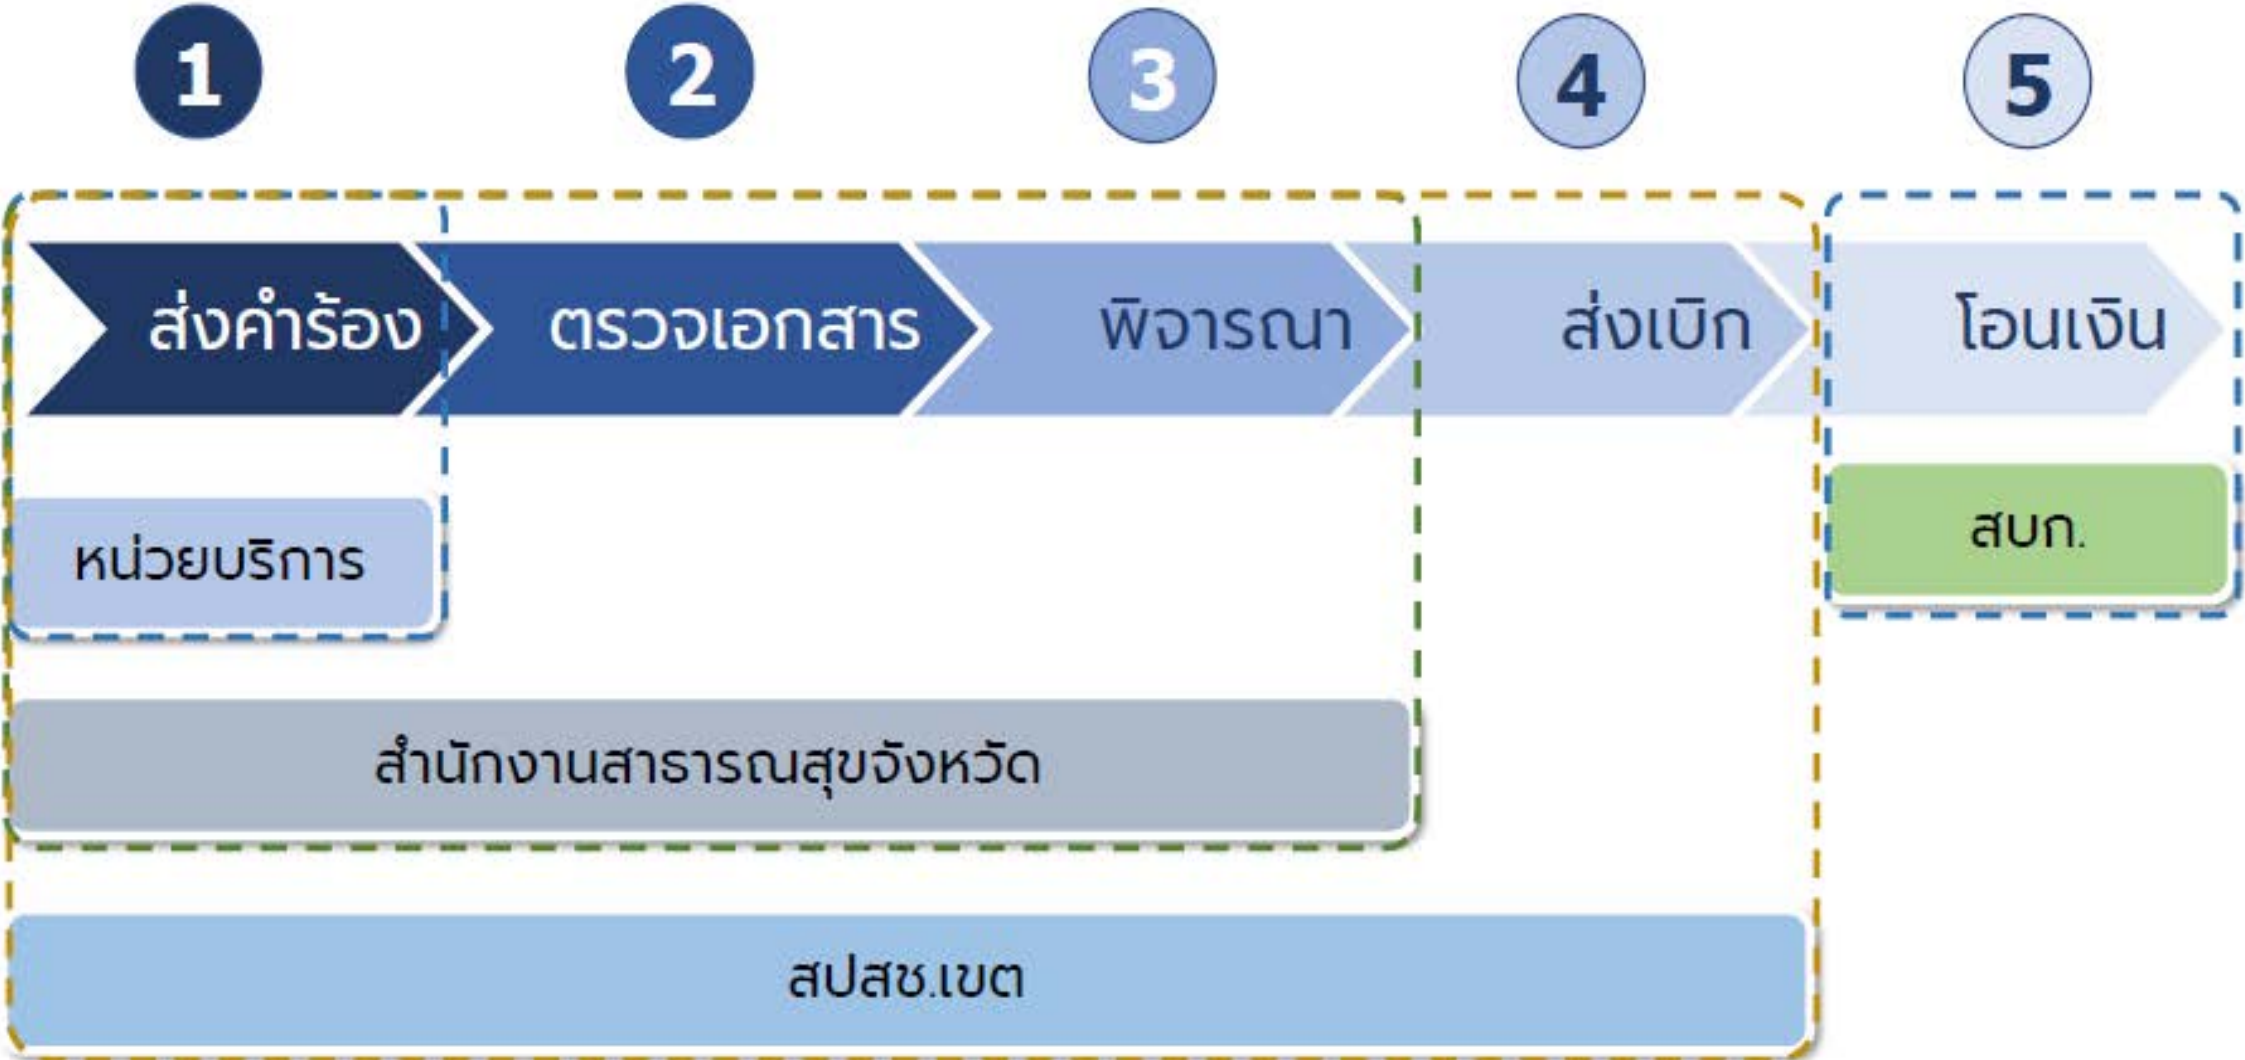 1
2
3
4
5
ส่งคำร้อง
ตรวจเอกสาร
พิจารณา
ส่งเบิก
โอนเงิน
หน่วยบริการ
สบก.
สำนักงานสาธารณสุขจังหวัด
สปสช.เขต